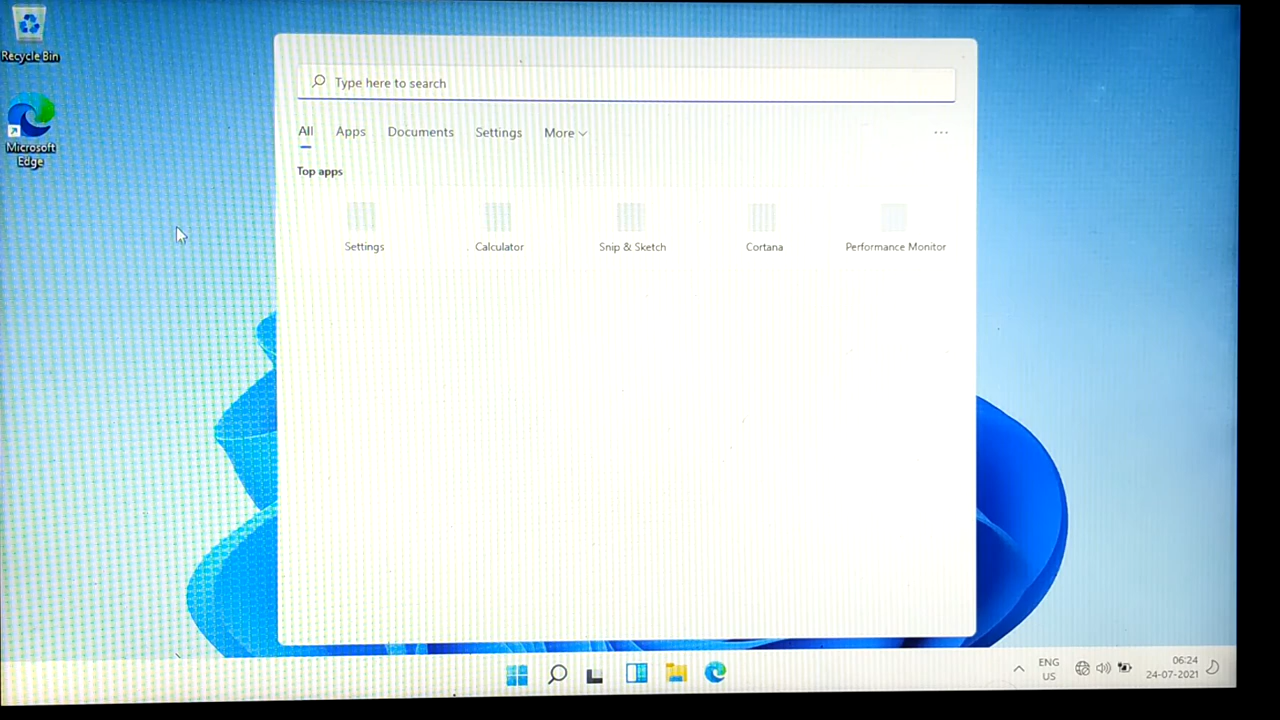 Recycle Bin
Microsoft
Edge
Type here to search
All Apps Documents Settings More
Top apps
Settings Calculator Snip & Sketch Cortana Performance Monitor
ENG
US
06:24
24-07-2021